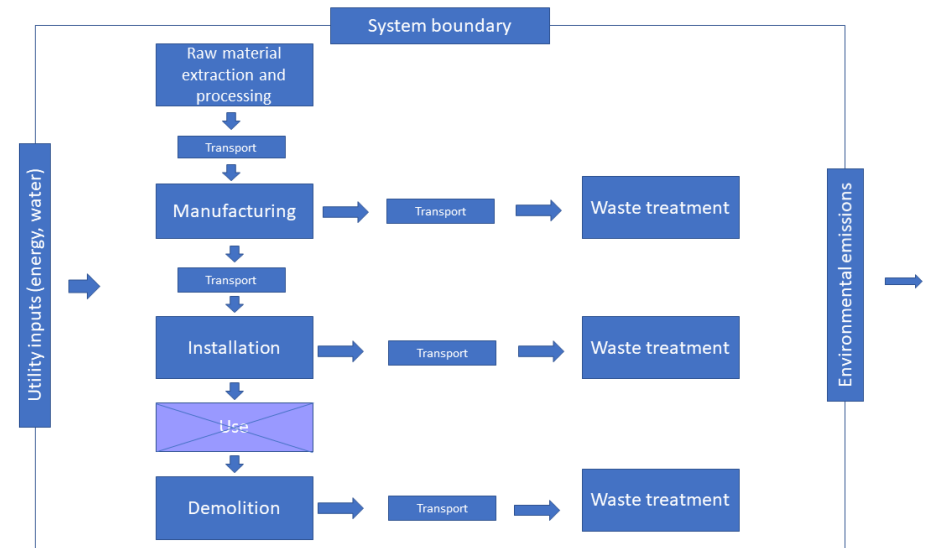 System boundary
Raw material
extraction and
processing
Transport
Manufacturing
Transport
Waste treatment
Transport
Installation
Transport
Waste treatment
Use
Demolition
Transport
Waste treatment
Utility inputs (energy, water)
Environmental emissions